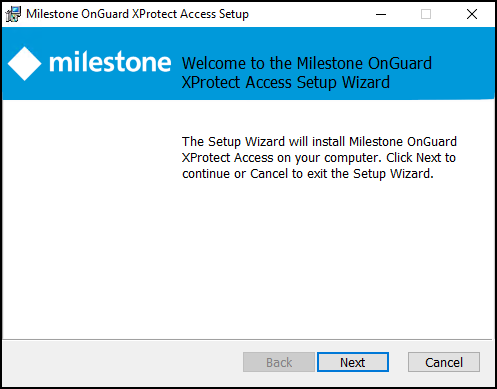 Milestone OnGuard XProtect Access Setup
milestone
Welcome to the Milestone OnGuard
XProtect Access Setup Wizard
The Setup Wizard will install Milestone OnGuard
XProtect Access on your computer. Click Next to
continue or Cancel to exit the Setup Wizard.
Back Next Cancel